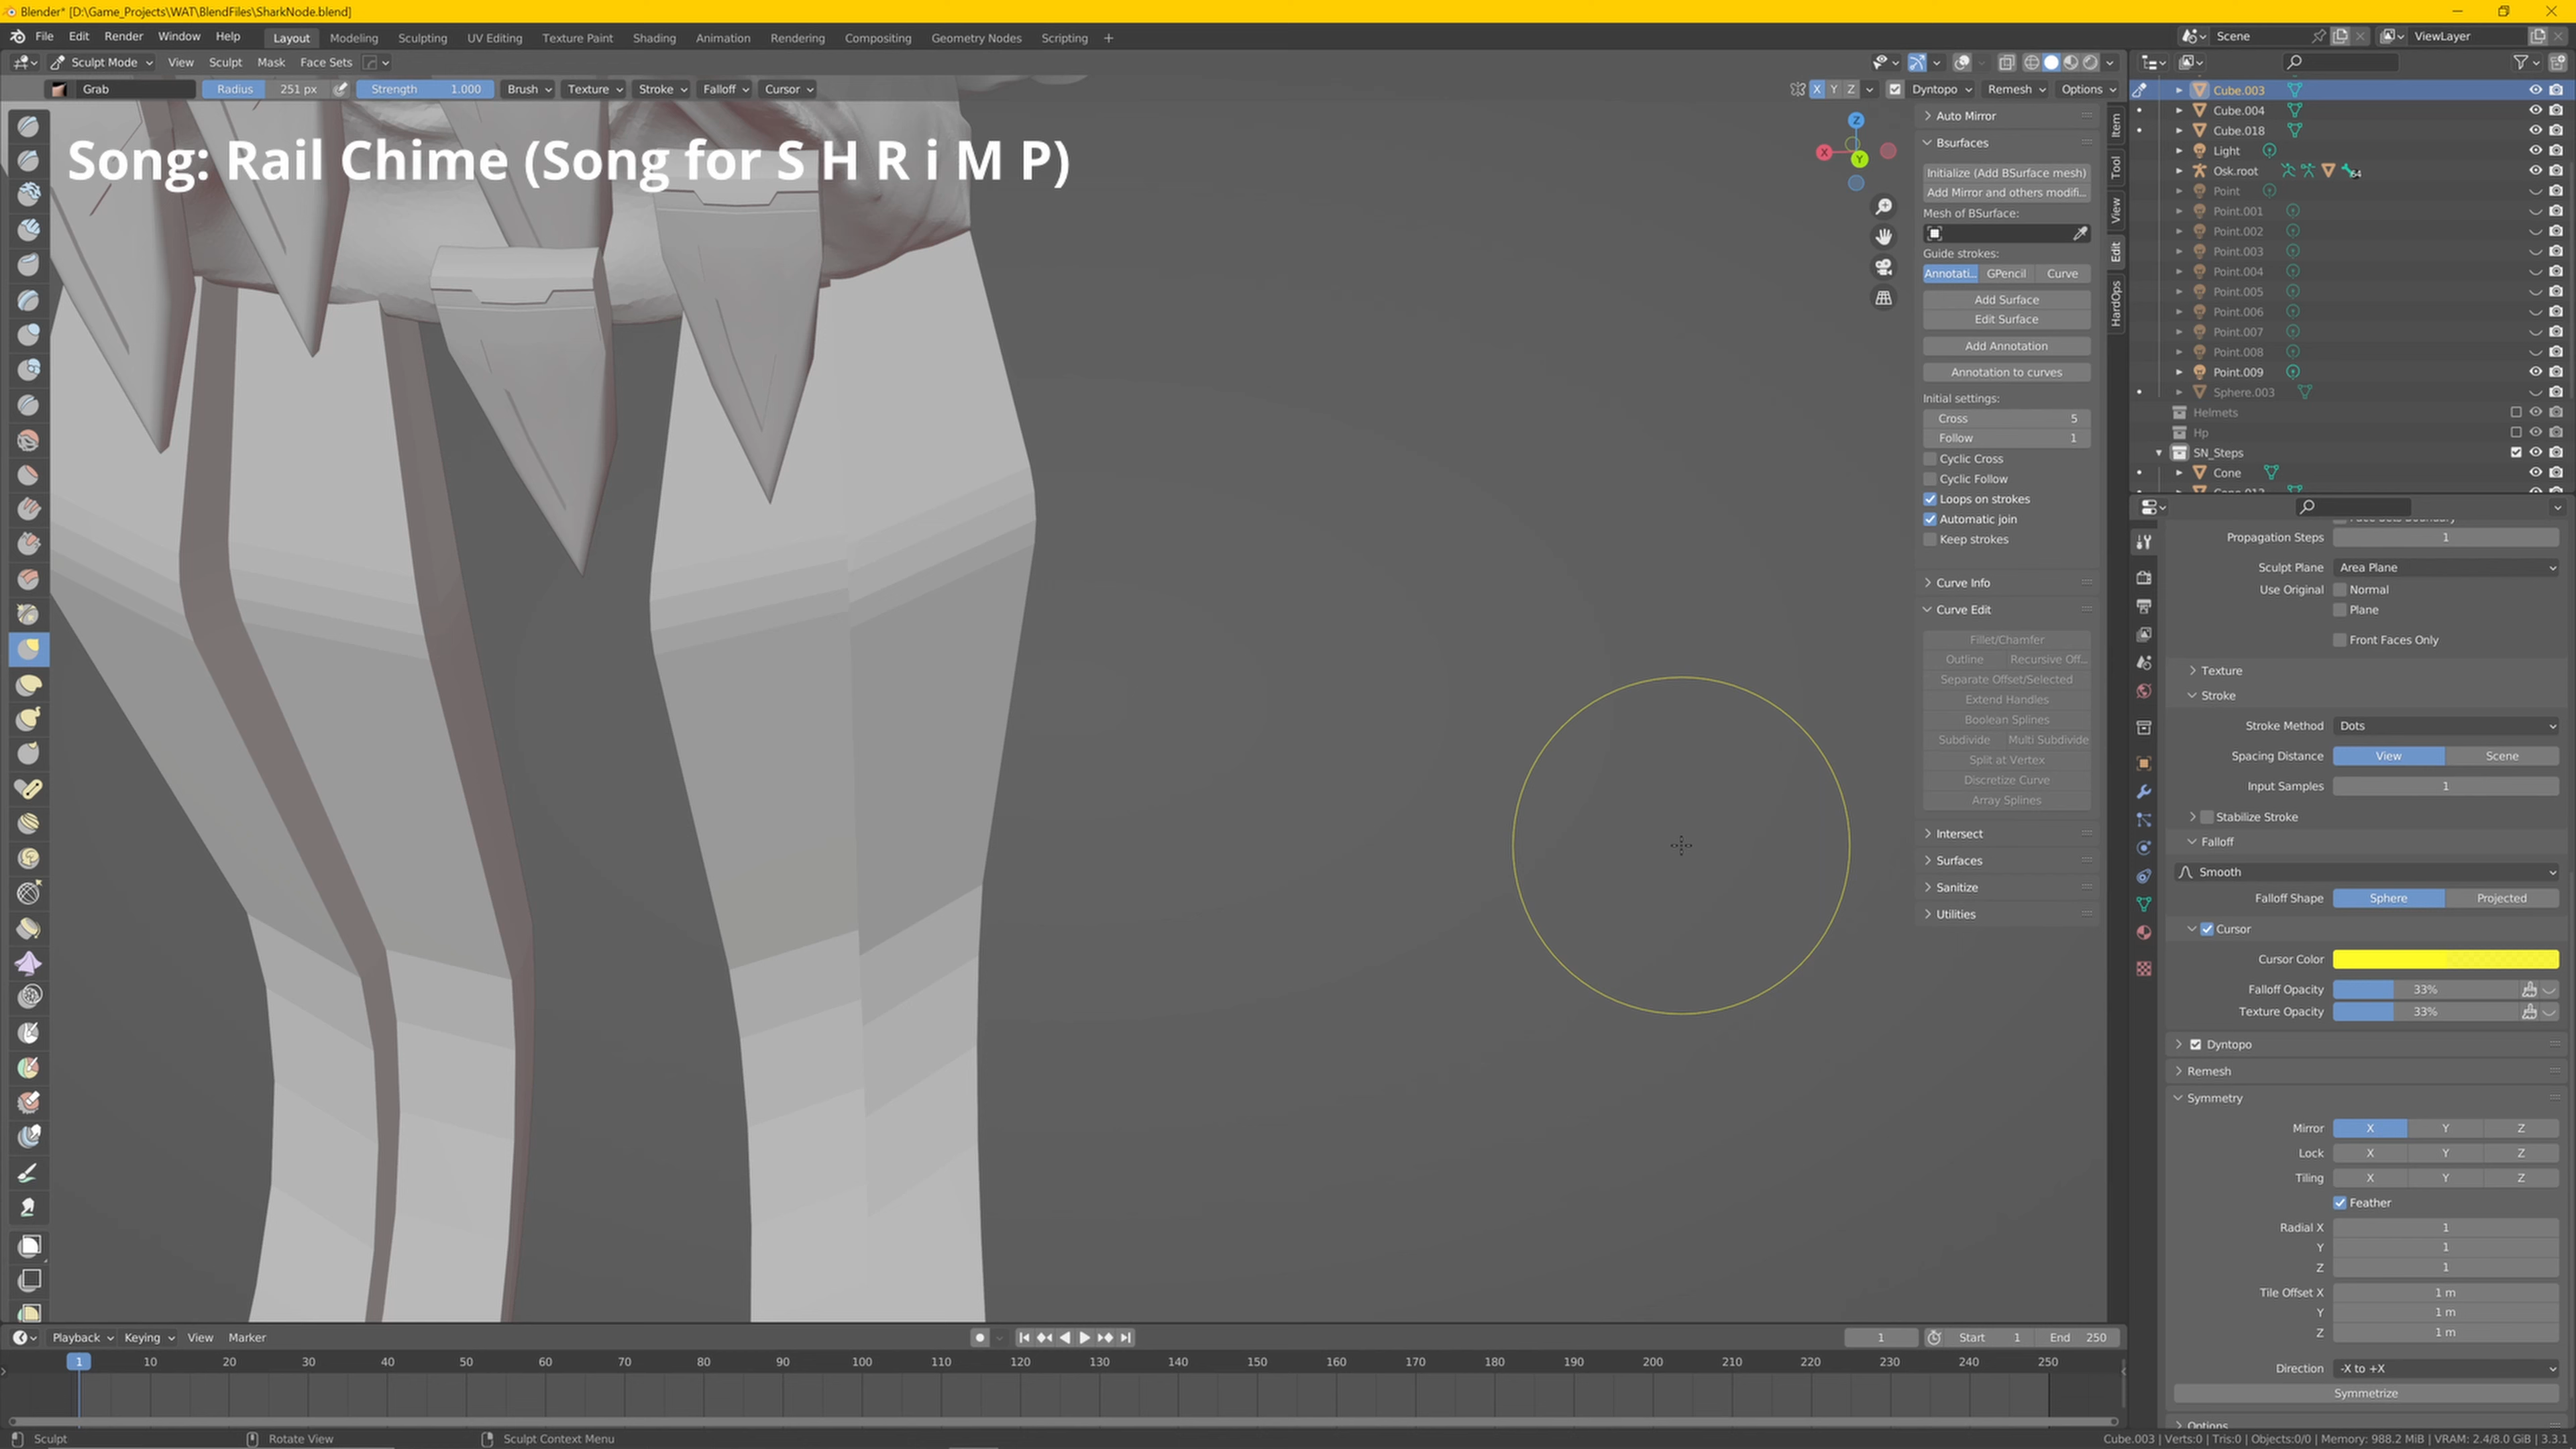 Blender* [D:\Game_Projects\WAT\BlendFiles\SharkNode.blend]
File Edit Render Window Help Layout Modeling Sculpting UV Editing Texture Paint Shading Animation Rendering Compositing Geometry Nodes Scripting + Scene ViewLayer
Sculpt Mode View Sculpt Mask Face Sets
Grab Radius 251 px Strength 1.000 Brush Texture Stroke Falloff Cursor X Y Z Dyntopo Remesh Options
Song: Rail Chime (Song for S H R i M P)
Z
X
Y
Auto Mirror
Bsurfaces
Initialize (Add BSurface mesh)
Add Mirror and others modifi...
Mesh of BSurface:
Guide strokes:
Annotati... GPencil Curve
Add Surface
Edit Surface
Add Annotation
Annotation to curves
Initial settings:
Cross 5
Follow 1
Cyclic Cross
Cyclic Follow
Loops on strokes
Automatic join
Keep strokes
Curve Info
Curve Edit
Fillet/Chamfer
Outline Recursive Off...
Separate Offset/Selected
Extend Handles
Boolean Splines
Subdivide Multi Subdivide
Split at Vertex
Discretize Curve
Array Splines
Intersect
Surfaces
Sanitize
Utilities
Item
Tool
View
Edit
HardOps
Cube.003
Cube.004
Cube.018
Light
Osk.root 64
Point
Point.001
Point.002
Point.003
Point.004
Point.005
Point.006
Point.007
Point.008
Point.009
Sphere.003
Helmets
Hp
SN_Steps
Cone
Propagation Steps 1
Sculpt Plane Area Plane
Use Original Normal
Plane
Front Faces Only
Texture
Stroke
Stroke Method Dots
Spacing Distance View Scene
Input Samples 1
Stabilize Stroke
Falloff
Smooth
Falloff Shape Sphere Projected
Cursor
Cursor Color
Falloff Opacity 33%
Texture Opacity 33%
Dyntopo
Remesh
Symmetry
Mirror X Y Z
Lock X Y Z
Tiling X Y Z
Feather
Radial X 1
Y 1
Z 1
Tile Offset X 1 m
Y 1 m
Z 1 m
Direction -X to +X
Symmetrize
Options
Playback Keying View Marker 1 Start 1 End 250
1 10 20 30 40 50 60 70 80 90 100 110 120 130 140 150 160 170 180 190 200 210 220 230 240 250
Sculpt Rotate View Sculpt Context Menu Cube.003 | Verts:0 | Tris:0 | Objects:0/0 | Memory: 988.2 MiB | VRAM: 2.4/8.0 GiB | 3.3.1